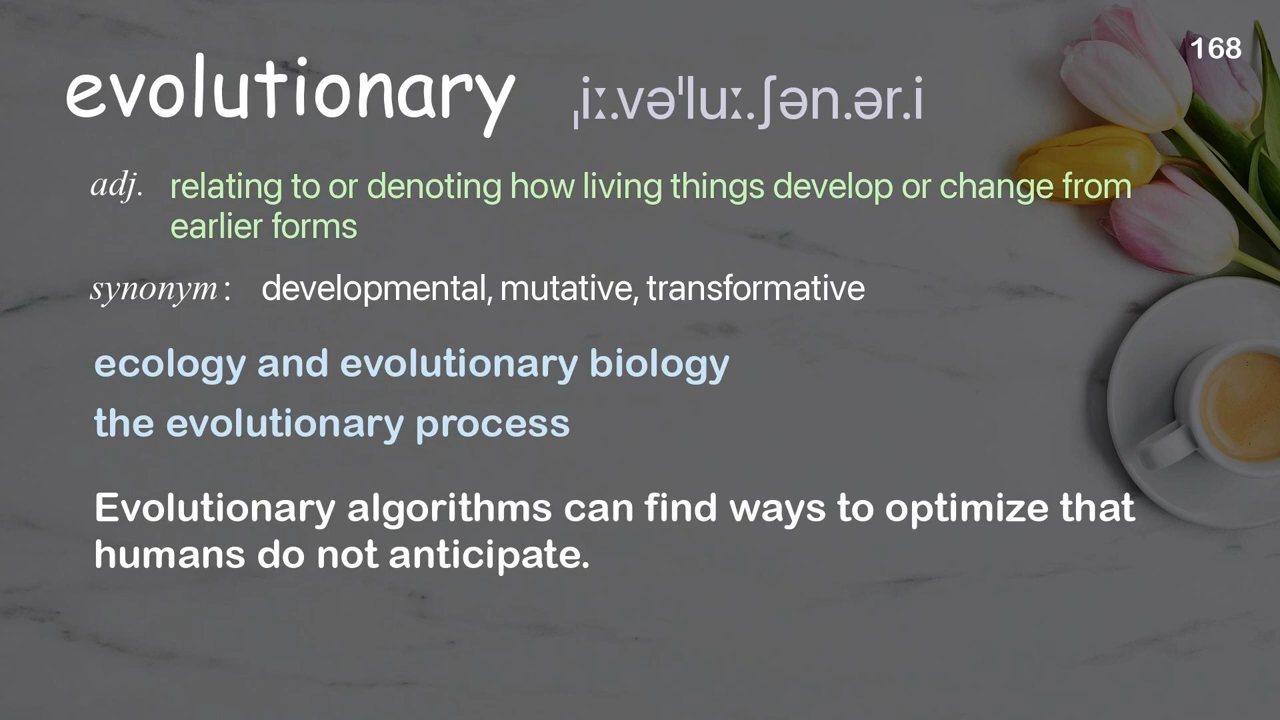 168
evolutionary ˌiː.vəˈluː.ʃən.ər.i
adj. relating to or denoting how living things develop or change from
earlier forms
synonym : developmental, mutative, transformative
ecology and evolutionary biology
the evolutionary process
Evolutionary algorithms can find ways to optimize that
humans do not anticipate.